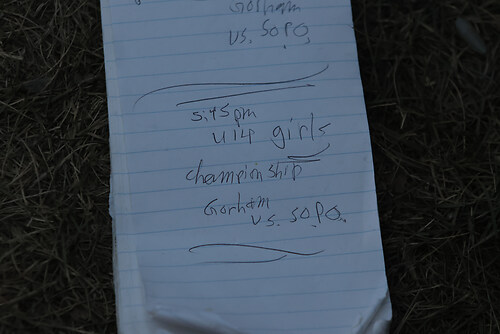 Gorham
vs. SoPo.
5:45pm
U14 girls
championship
Gorham
vs. SOPO.